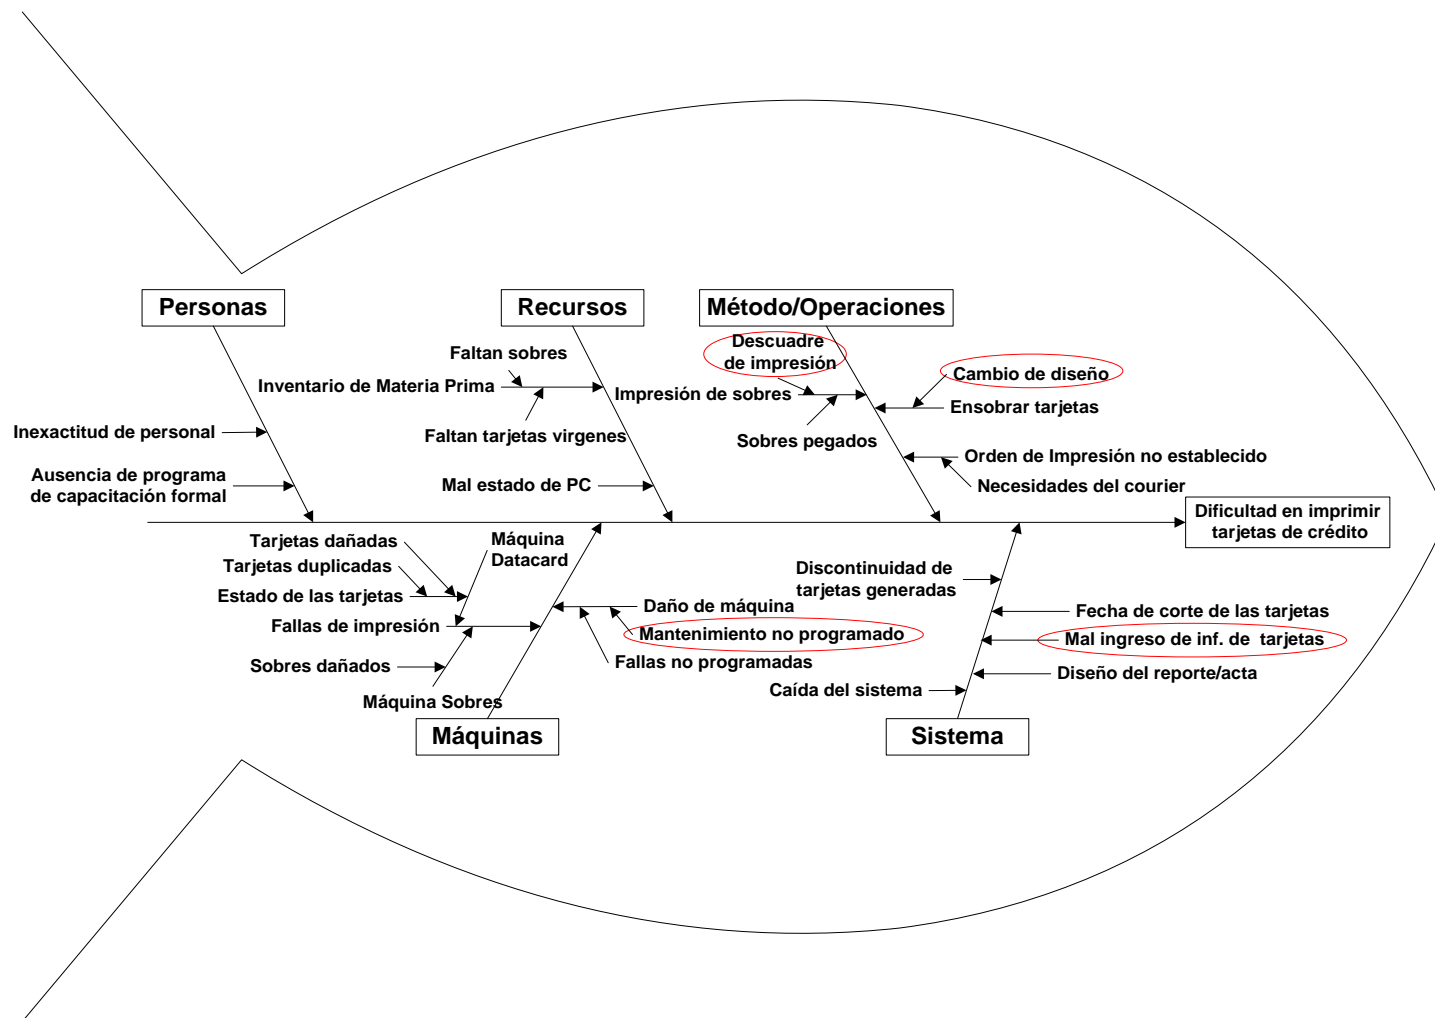 Personas
Recursos
Método/Operaciones
Descuadre
de impresión
Faltan sobres
Cambio de diseño
Inventario de Materia Prima
Impresión de sobres
Ensobrar tarjetas
Inexactitud de personal
Faltan tarjetas virgenes
Sobres pegados
Orden de Impresión no establecido
Ausencia de programa
de capacitación formal
Mal estado de PC
Necesidades del courier
Dificultad en imprimir
tarjetas de crédito
Tarjetas dañadas
Máquina
Datacard
Tarjetas duplicadas
Discontinuidad de
tarjetas generadas
Estado de las tarjetas
Daño de máquina
Fecha de corte de las tarjetas
Fallas de impresión
Mantenimiento no programado
Mal ingreso de inf. de tarjetas
Sobres dañados
Fallas no programadas
Diseño del reporte/acta
Caída del sistema
Máquina Sobres
Máquinas
Sistema